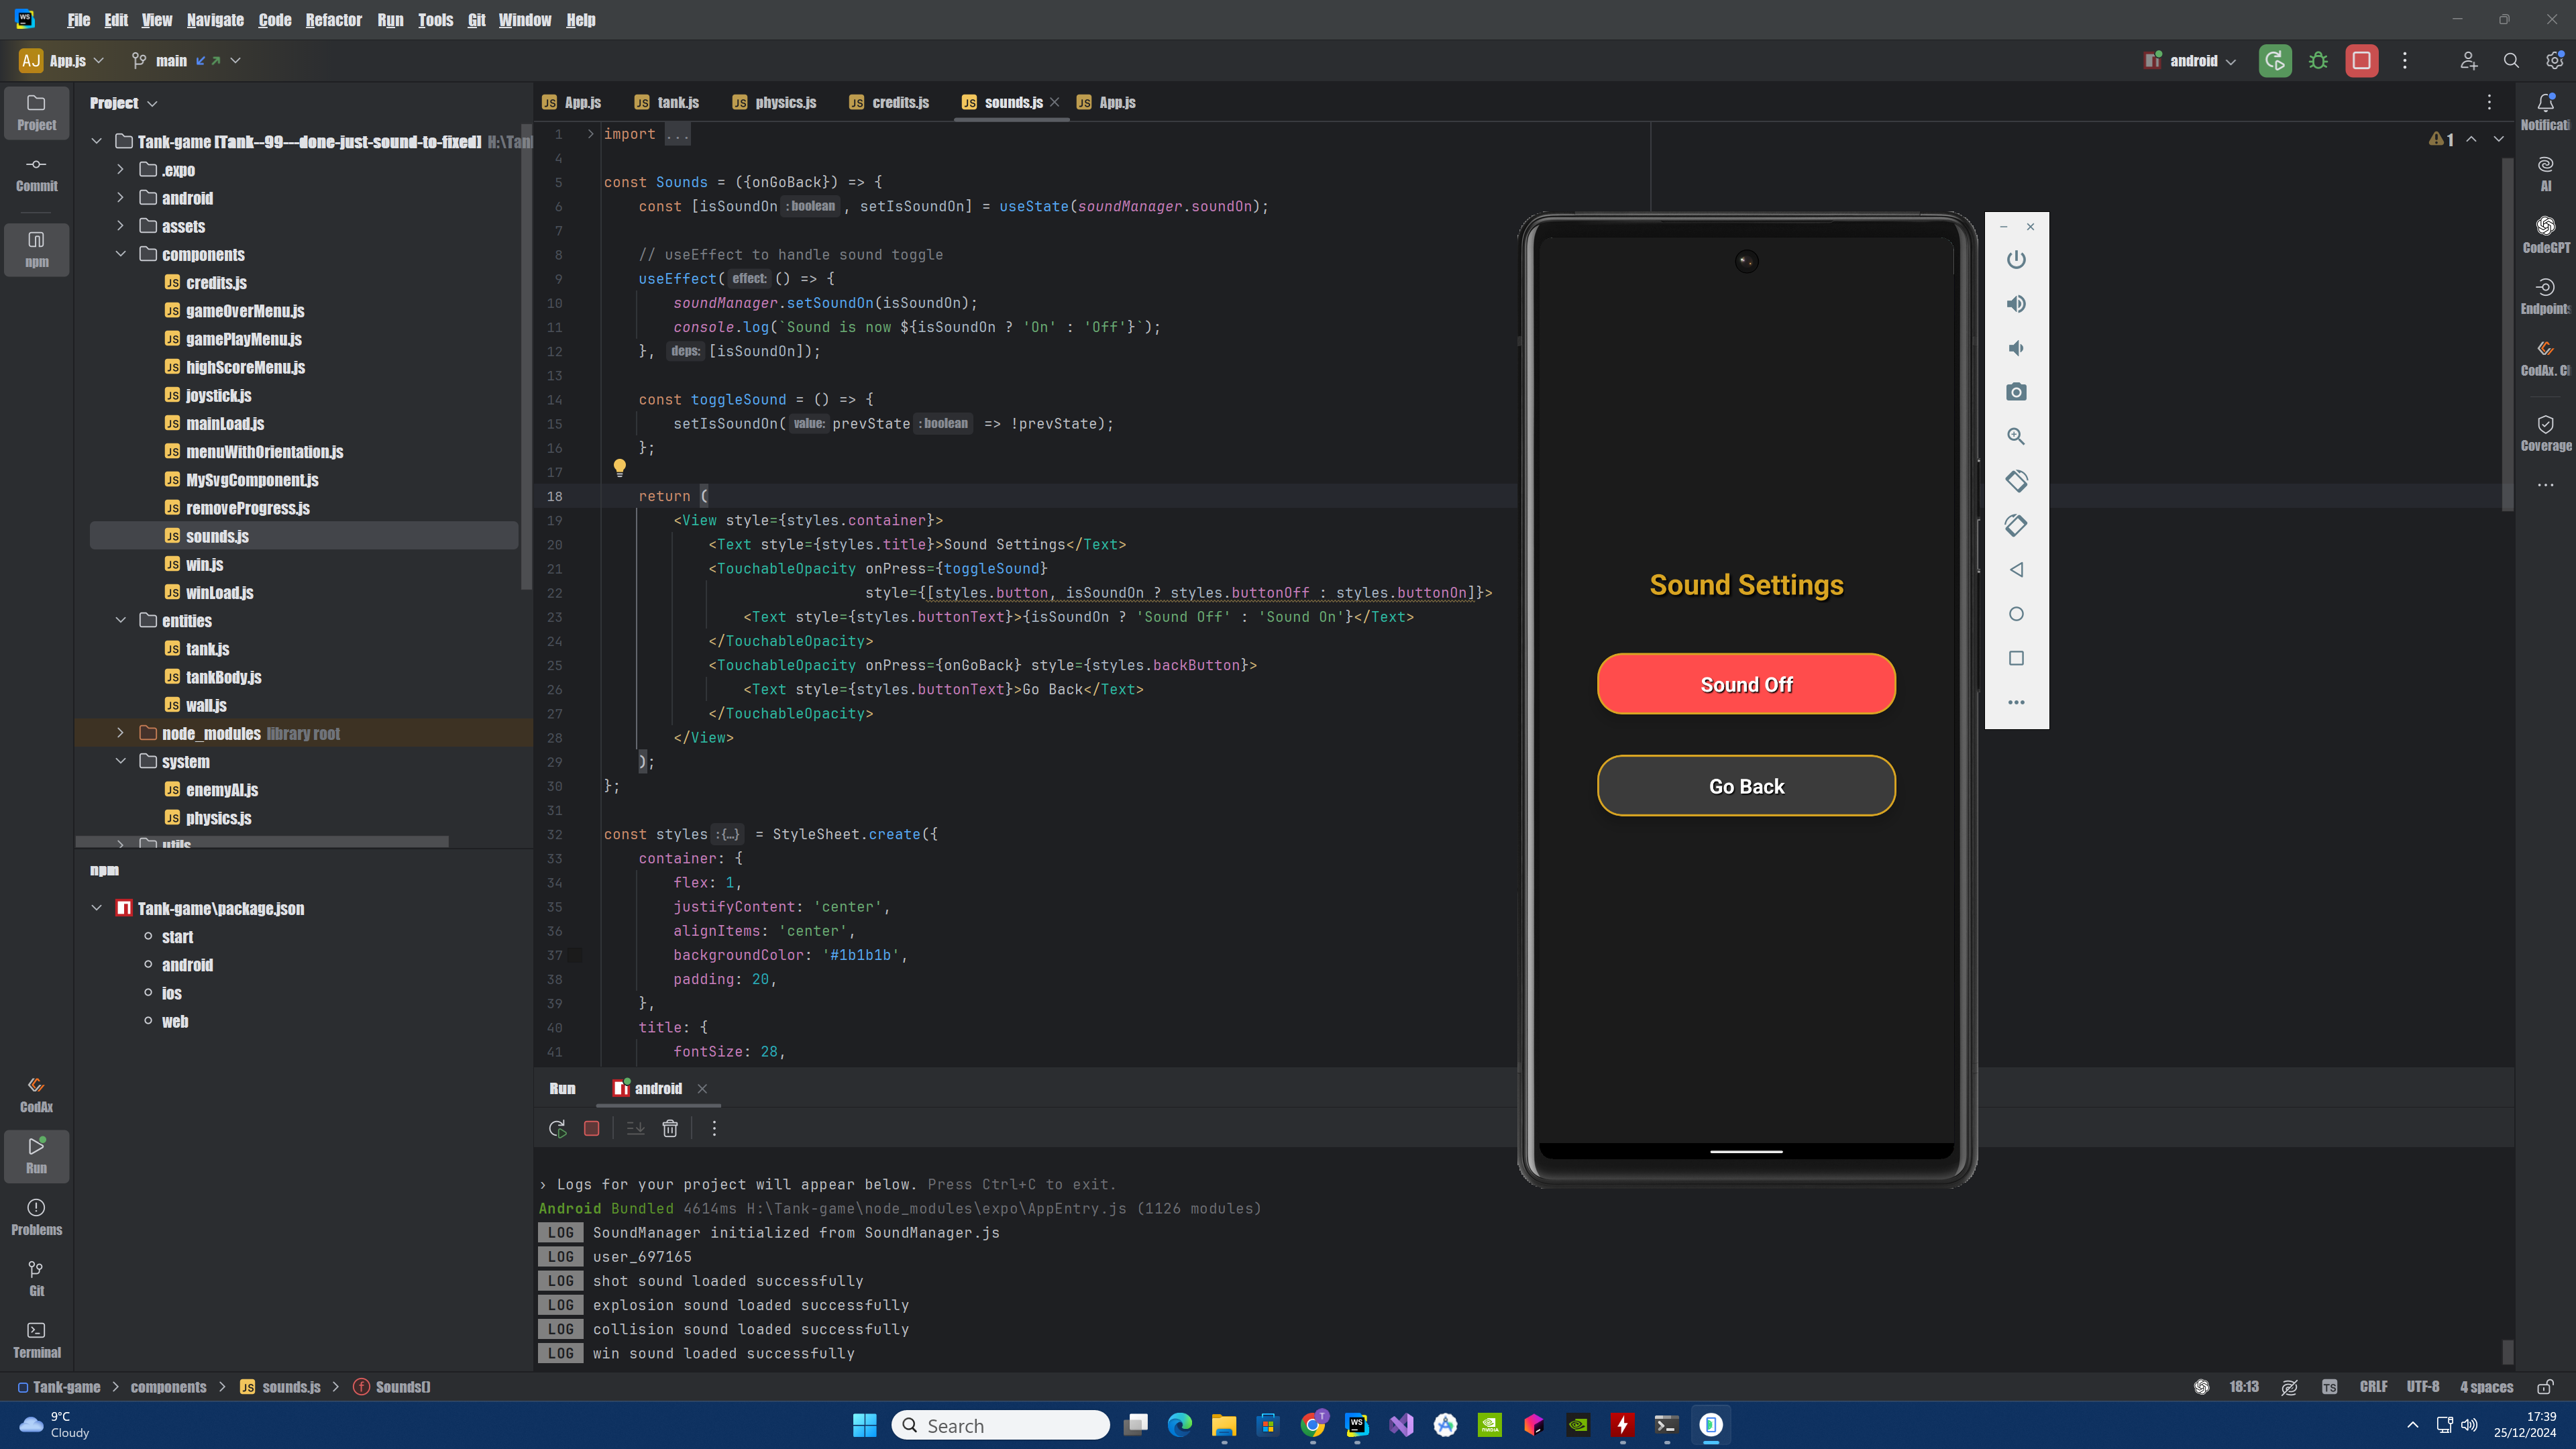 File Edit View Navigate Code Refactor Run Tools Git Window Help
AJ App.js main android
Project
Commit
npm
Project
Tank-game [Tank--99---done-just-sound-to-fixed] H:\Tan
.expo
android
assets
components
credits.js
gameOverMenu.js
gamePlayMenu.js
highScoreMenu.js
joystick.js
mainLoad.js
menuWithOrientation.js
MySvgComponent.js
removeProgress.js
sounds.js
win.js
winLoad.js
entities
tank.js
tankBody.js
wall.js
node_modules library root
system
enemyAI.js
physics.js
utils
npm
Tank-game\package.json
start
android
ios
web
CodAx
Run
Problems
Git
Terminal
App.js tank.js physics.js credits.js sounds.js App.js
1 import ...
4
5 const Sounds = ({onGoBack}) => {
6 const [isSoundOn : boolean , setIsSoundOn] = useState(soundManager.soundOn);
7
8 // useEffect to handle sound toggle
9 useEffect( effect: () => {
10 soundManager.setSoundOn(isSoundOn);
11 console.log(`Sound is now ${isSoundOn ? 'On' : 'Off'}`);
12 }, deps: [isSoundOn]);
13
14 const toggleSound = () => {
15 setIsSoundOn( value: prevState : boolean => !prevState);
16 };
17
18 return (
19 <View style={styles.container}>
20 <Text style={styles.title}>Sound Settings</Text>
21 <TouchableOpacity onPress={toggleSound}
22 style={[styles.button, isSoundOn ? styles.buttonOff : styles.buttonOn]}>
23 <Text style={styles.buttonText}>{isSoundOn ? 'Sound Off' : 'Sound On'}</Text>
24 </TouchableOpacity>
25 <TouchableOpacity onPress={onGoBack} style={styles.backButton}>
26 <Text style={styles.buttonText}>Go Back</Text>
27 </TouchableOpacity>
28 </View>
29 );
30 };
31
32 const styles : {...} = StyleSheet.create({
33 container: {
34 flex: 1,
35 justifyContent: 'center',
36 alignItems: 'center',
37 backgroundColor: '#1b1b1b',
38 padding: 20,
39 },
40 title: {
41 fontSize: 28,
1
Sound Settings
Sound Off
Go Back
Notificati
AI
CodeGPT
Endpoints
CodAx. C
Coverage
Run android
› Logs for your project will appear below. Press Ctrl+C to exit.
Android Bundled 4614ms H:\Tank-game\node_modules\expo\AppEntry.js (1126 modules)
LOG SoundManager initialized from SoundManager.js
LOG user_697165
LOG shot sound loaded successfully
LOG explosion sound loaded successfully
LOG collision sound loaded successfully
LOG win sound loaded successfully
Tank-game > components > JS sounds.js > f Sounds()
18:13 TS CRLF UTF-8 4 spaces
9°C
Cloudy
Search
17:39
25/12/2024